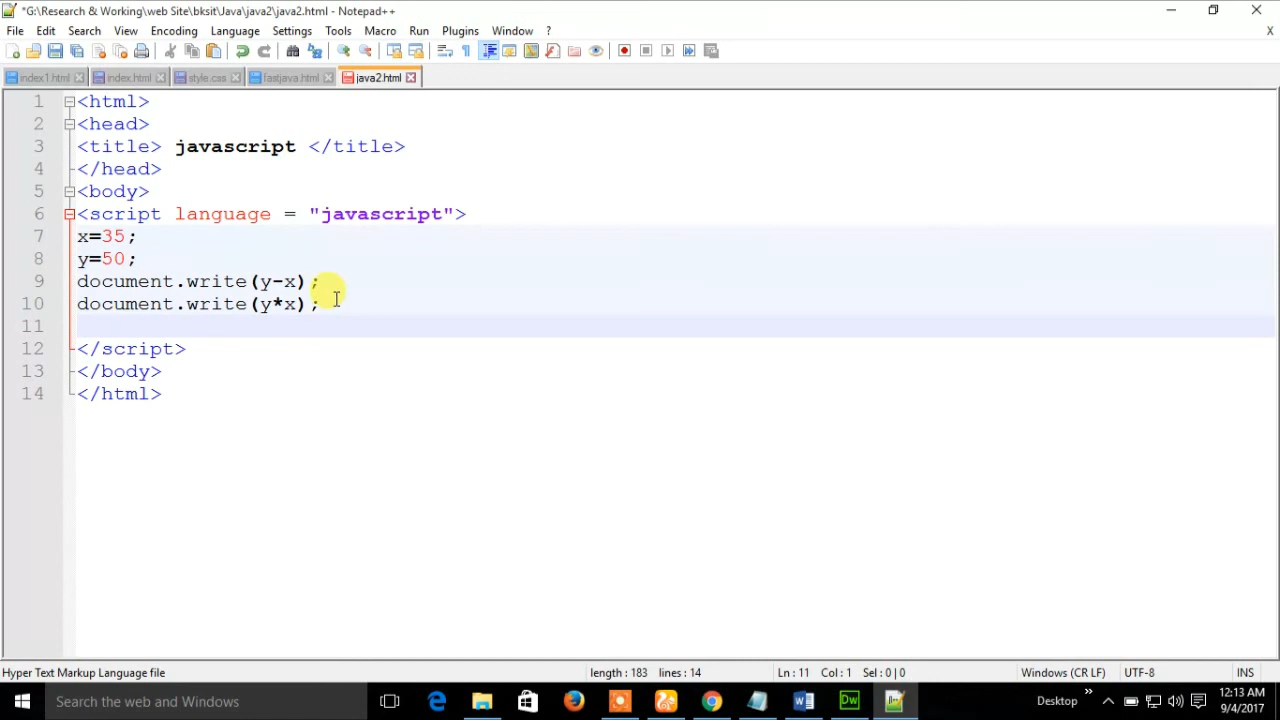 *G:\Research & Working\web Site\bksit\Java\java2\java2.html - Notepad++
File Edit Search View Encoding Language Settings Tools Macro Run Plugins Window ? X
index1.html index.html style.css fastjava.html java2.html
1 <html>
2 <head>
3 <title> javascript </title>
4 </head>
5 <body>
6 <script language = "javascript">
7 x=35;
8 y=50;
9 document.write(y-x);
10 document.write(y*x);
11
12 </script>
13 </body>
14 </html>
Hyper Text Markup Language file length : 183 lines : 14 Ln : 11 Col : 1 Sel : 0 | 0 Windows (CR LF) UTF-8 INS
Search the web and Windows Desktop 12:13 AM
9/4/2017